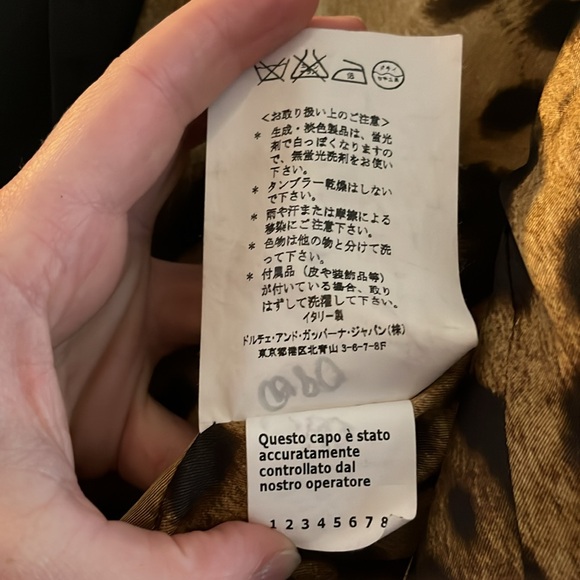 <お取り扱い上のご注意>
* 生成・淡色製品は、蛍光
剤で白っぽくなりますの
で、無蛍光洗剤をお使い
下さい。
* タンブラー乾燥はしない
で下さい。
* 雨や汗または摩擦による
移染にご注意下さい。
* 色物は他の物と分けて洗
って下さい。
* 付属品（皮や装飾品等）
が付いている場合、取り
はずして洗濯して下さい。
イタリー製
ドルチェ・アンド・ガッバーナ・ジャパン(株)
東京都港区北青山 3-6-7-8F
Questo capo è stato
accuratamente
controllato dal
nostro operatore
1 2 3 4 5 6 7 8